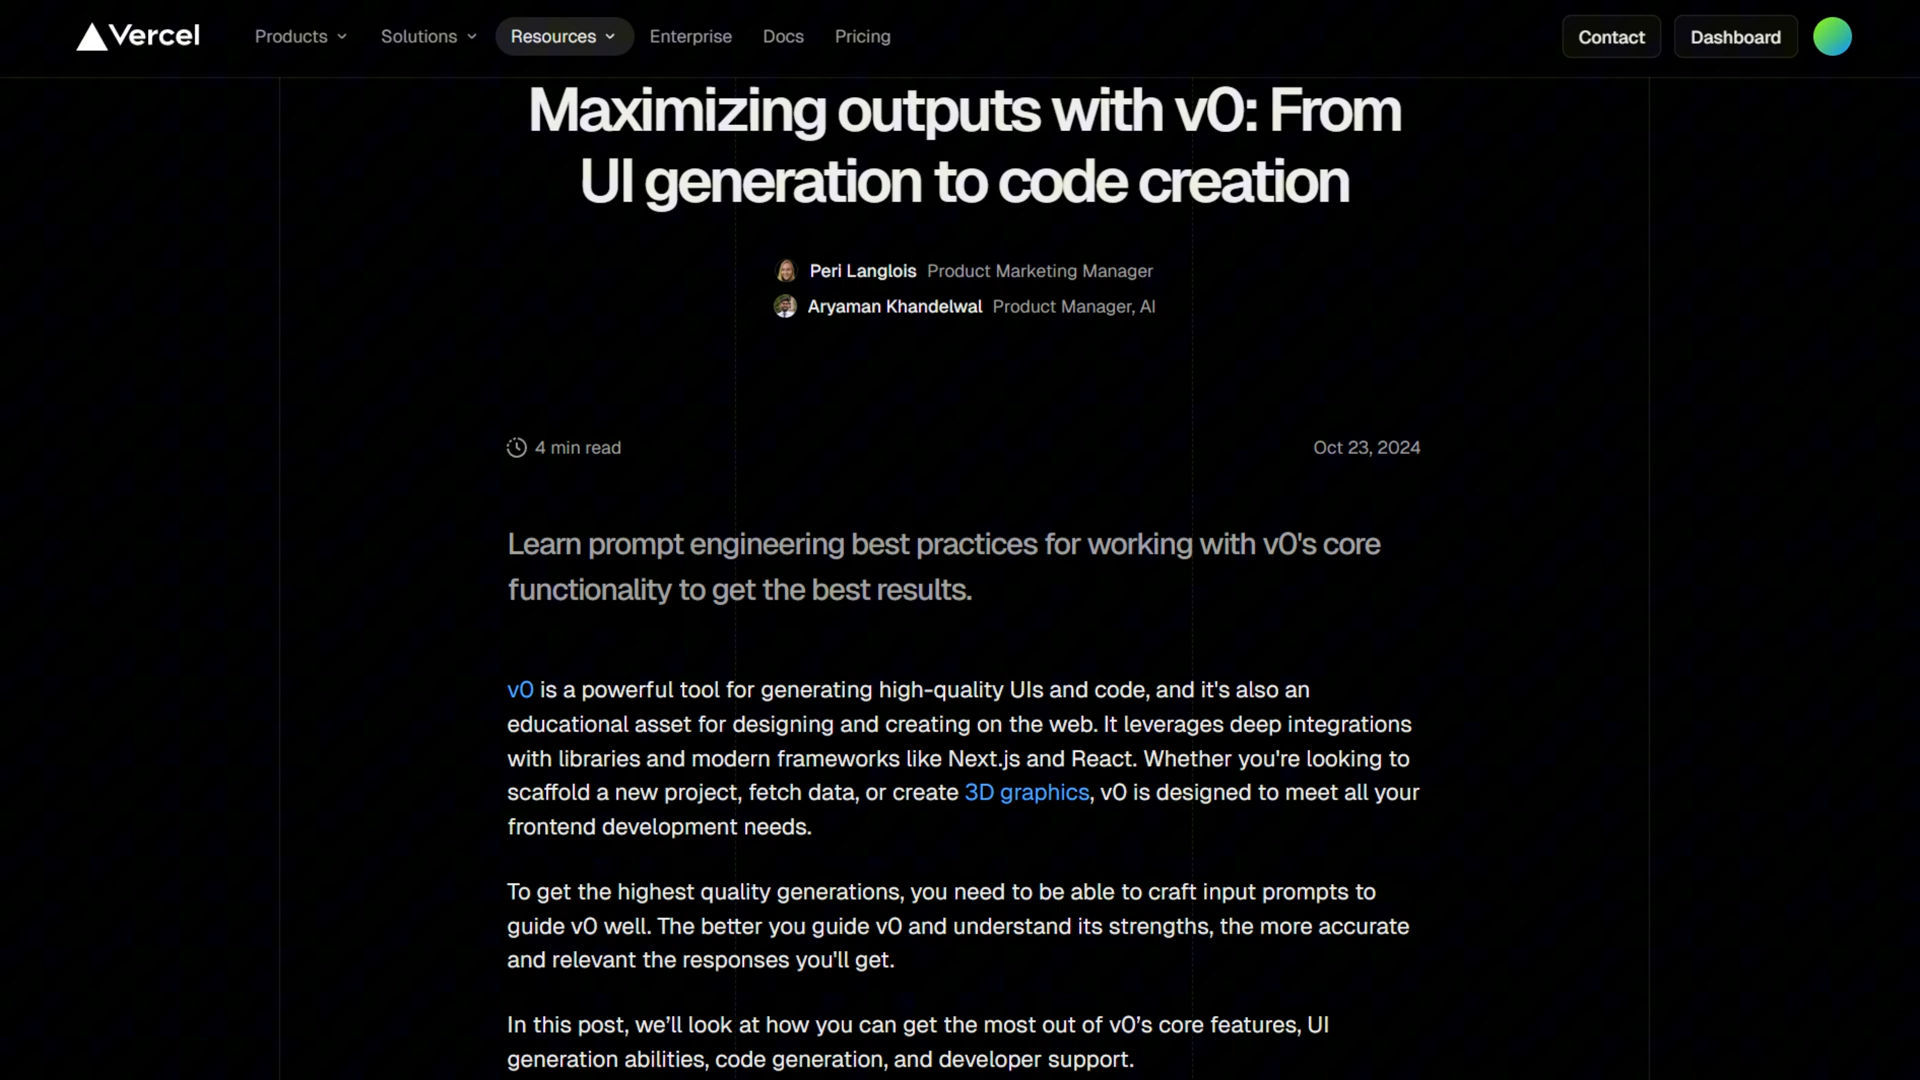 Vercel Products Solutions Resources Enterprise Docs Pricing Contact Dashboard
Maximizing outputs with v0: From
UI generation to code creation
Peri Langlois Product Marketing Manager
Aryaman Khandelwal Product Manager, AI
4 min read Oct 23, 2024
Learn prompt engineering best practices for working with v0's core
functionality to get the best results.
v0 is a powerful tool for generating high-quality UIs and code, and it's also an
educational asset for designing and creating on the web. It leverages deep integrations
with libraries and modern frameworks like Next.js and React. Whether you're looking to
scaffold a new project, fetch data, or create 3D graphics, v0 is designed to meet all your
frontend development needs.
To get the highest quality generations, you need to be able to craft input prompts to
guide v0 well. The better you guide v0 and understand its strengths, the more accurate
and relevant the responses you'll get.
In this post, we’ll look at how you can get the most out of v0’s core features, UI
generation abilities, code generation, and developer support.